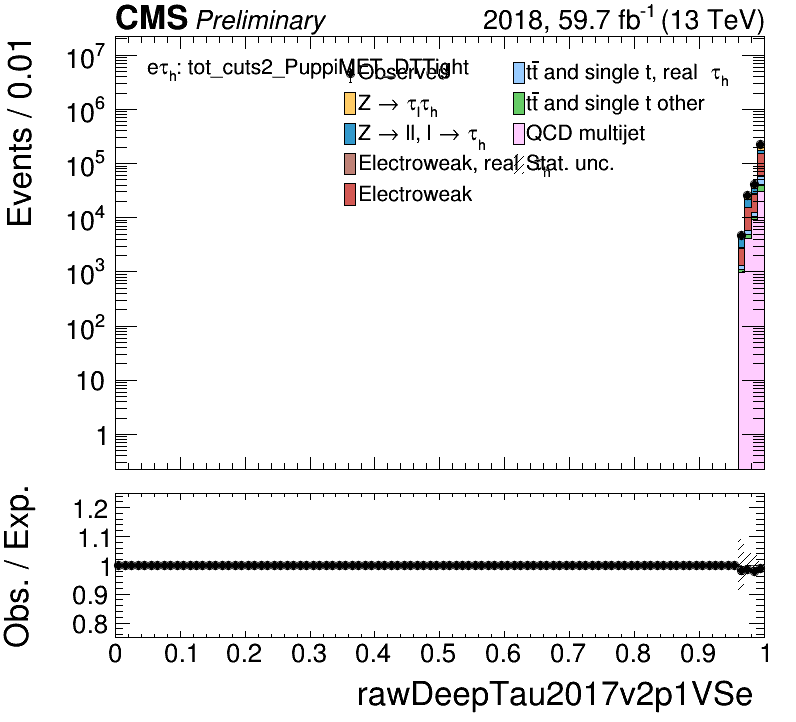 CMS Preliminary 2018, 59.7 fb⁻¹ (13 TeV)
eτₕ: tot_cuts2_PuppiMET_DTTight
Observed
Z → τₗτₕ
Z → ll, l → τₕ
Electroweak, real τₕ
Electroweak
tt̄ and single t, real τₕ
tt̄ and single t other
QCD multijet
Stat. unc.
Events / 0.01
10⁷
10⁶
10⁵
10⁴
10³
10²
10
1
Obs. / Exp.
1.2
1.1
1
0.9
0.8
0 0.1 0.2 0.3 0.4 0.5 0.6 0.7 0.8 0.9 1
rawDeepTau2017v2p1VSe